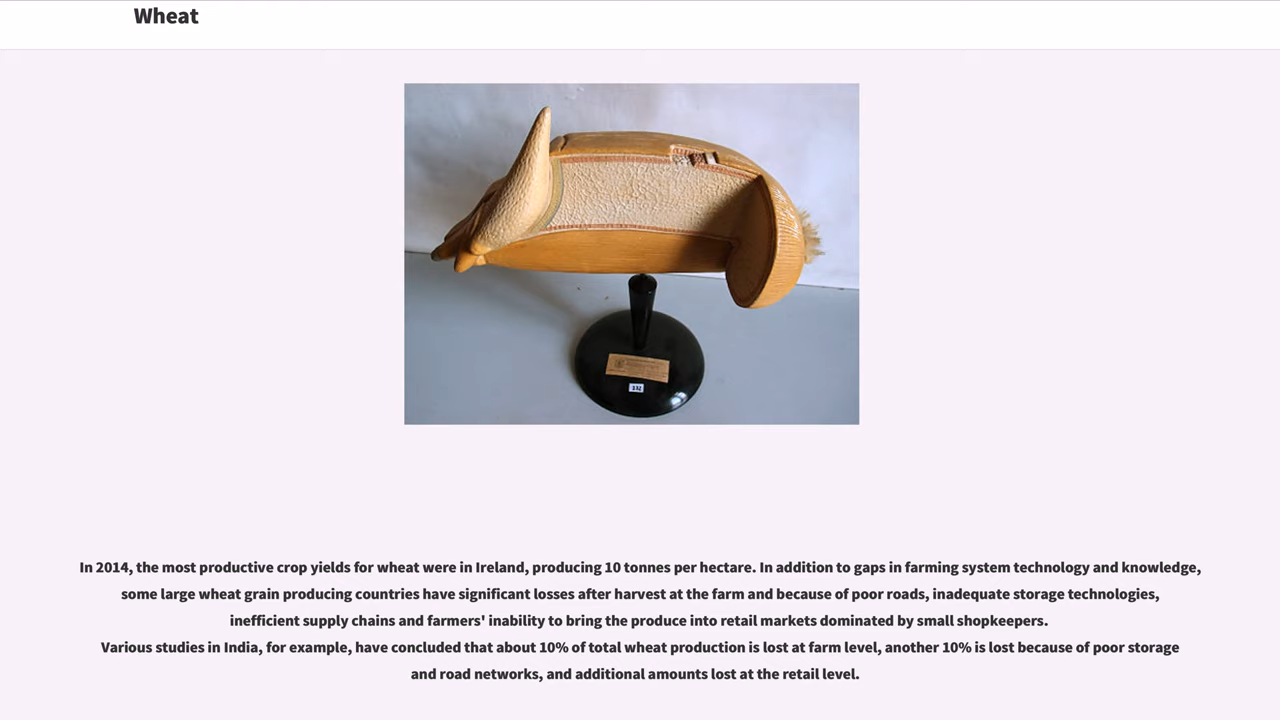 Wheat
332
In 2014, the most productive crop yields for wheat were in Ireland, producing 10 tonnes per hectare. In addition to gaps in farming system technology and knowledge,
some large wheat grain producing countries have significant losses after harvest at the farm and because of poor roads, inadequate storage technologies,
inefficient supply chains and farmers' inability to bring the produce into retail markets dominated by small shopkeepers.
Various studies in India, for example, have concluded that about 10% of total wheat production is lost at farm level, another 10% is lost because of poor storage
and road networks, and additional amounts lost at the retail level.